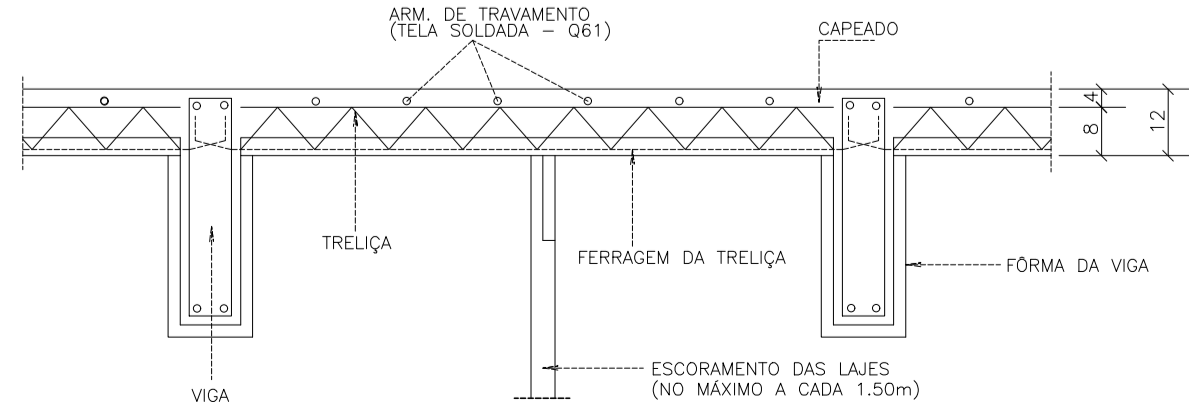 ARM. DE TRAVAMENTO
(TELA SOLDADA – Q61)
CAPEADO
4
8
12
TRELIÇA
FERRAGEM DA TRELIÇA
FÔRMA DA VIGA
ESCORAMENTO DAS LAJES
(NO MÁXIMO A CADA 1.50m)
VIGA